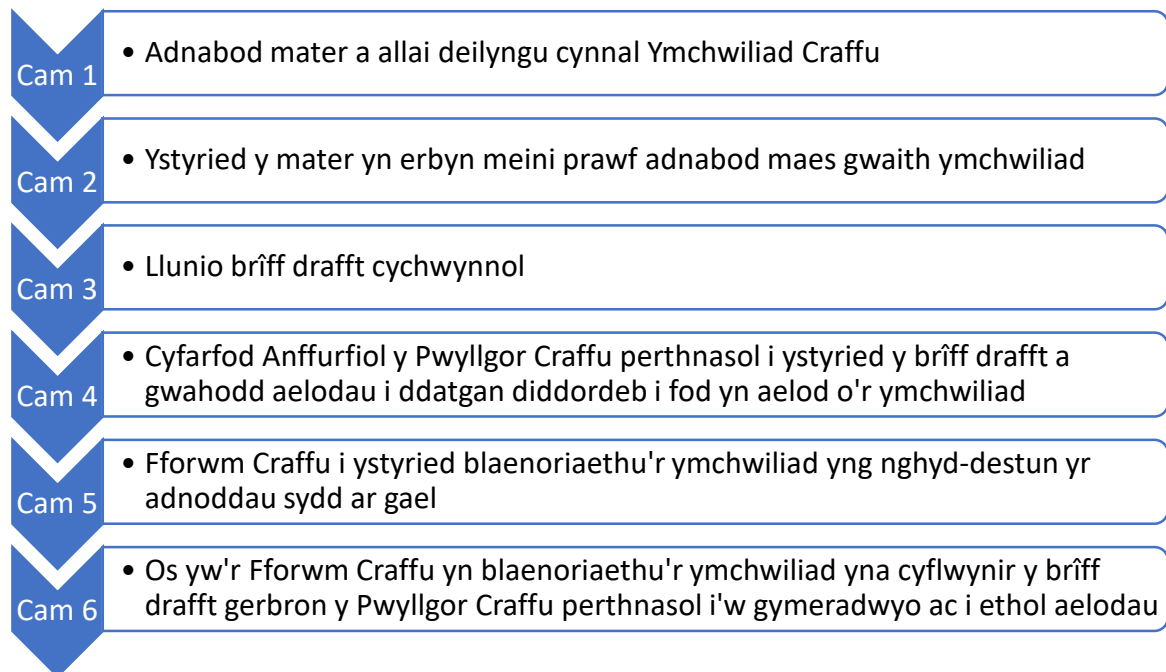 Cam 1
• Adnabod mater a allai deilyngu cynnal Ymchwiliad Craffu
Cam 2
• Ystyried y mater yn erbyn meini prawf adnabod maes gwaith ymchwiliad
Cam 3
• Llunio brîff drafft cychwynnol
Cam 4
• Cyfarfod Anffurfiol y Pwyllgor Craffu perthnasol i ystyried y brîff drafft a
gwahodd aelodau i ddatgan diddordeb i fod yn aelod o'r ymchwiliad
Cam 5
• Fforwm Craffu i ystyried blaenoriaethu'r ymchwiliad yng nghyd-destun yr
adnoddau sydd ar gael
Cam 6
• Os yw'r Fforwm Craffu yn blaenoriaethu'r ymchwiliad yna cyflwynir y brîff
drafft gerbron y Pwyllgor Craffu perthnasol i'w gymeradwyo ac i ethol aelodau